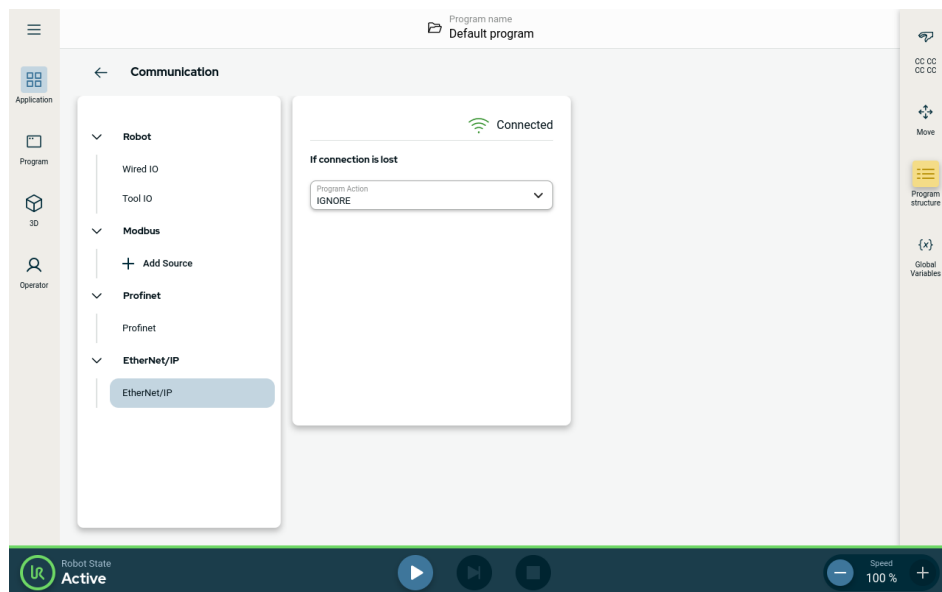 Program name
Default program
Application
Program
3D
Operator
Communication
Robot
Wired IO
Tool IO
Modbus
Add Source
Profinet
Profinet
EtherNet/IP
EtherNet/IP
Connected
If connection is lost
Program Action
IGNORE
CC CC
CC CC
Move
Program
structure
{x}
Global
Variables
Robot State
Active
Speed
100 %